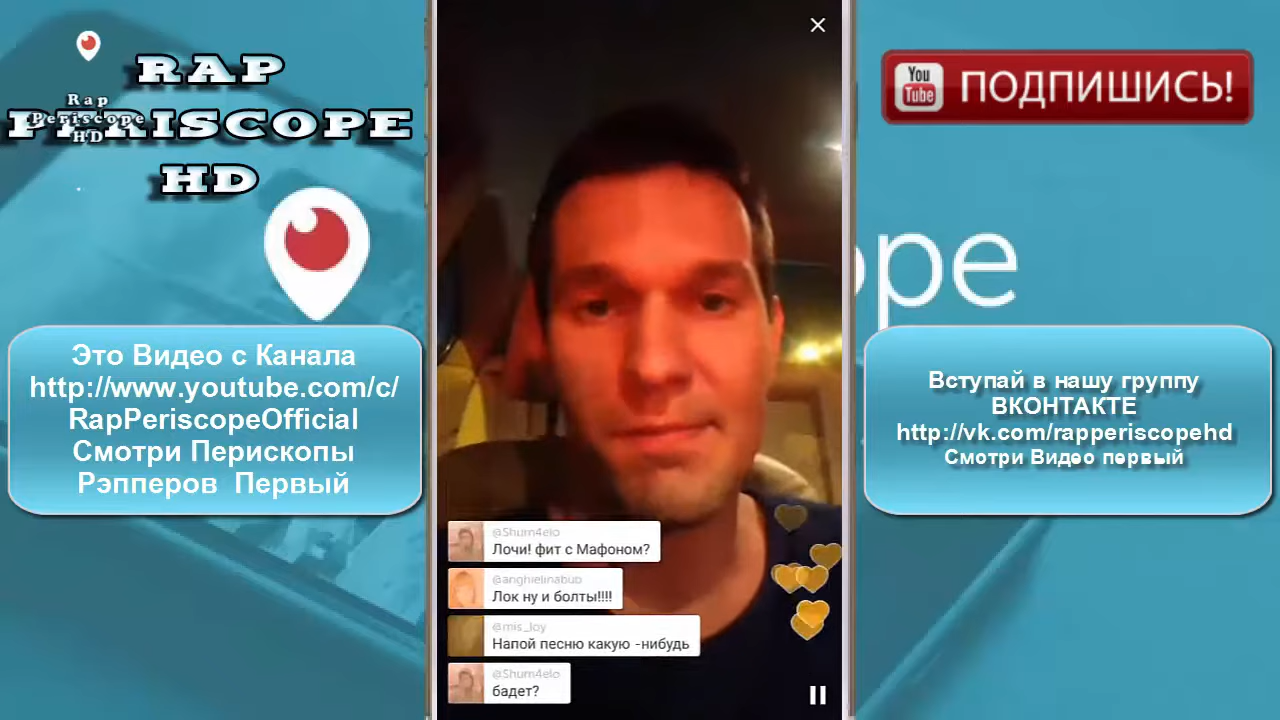 RAP
PERISCOPE
HD
Rap
Periscope
HD
Это Видео с Канала
http://www.youtube.com/c/
RapPeriscopeOfficial
Смотри Перископы
Рэпперов Первый
@Shum4elo
Лочи! фит с Мафоном?
@anghielinabub
Лок ну и болты!!!!
@mis_loy
Напой песню какую -нибудь
@Shum4elo
бадет?
You
Tube
ПОДПИШИСЬ!
ope
Вступай в нашу группу
ВКОНТАКТЕ
http://vk.com/rapperiscopehd
Смотри Видео первый